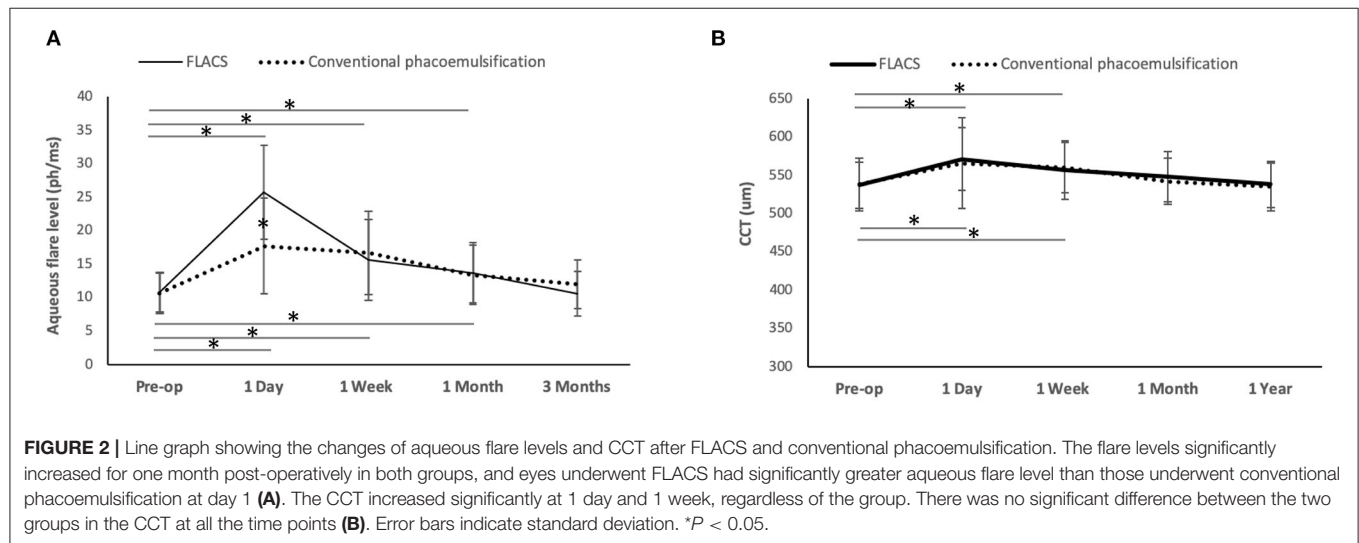 A
FLACS
Conventional phacoemulsification
Aqueous flare level (ph/ms)
40
35
30
25
20
15
10
5
0
*
*
*
*
*
*
*
Pre-op 1 Day 1 Week 1 Month 3 Months
B
FLACS
Conventional phacoemulsification
CCT (um)
650
600
550
500
450
400
350
300
*
*
*
*
Pre-op 1 Day 1 Week 1 Month 1 Year
FIGURE 2 | Line graph showing the changes of aqueous flare levels and CCT after FLACS and conventional phacoemulsification. The flare levels significantly
increased for one month post-operatively in both groups, and eyes underwent FLACS had significantly greater aqueous flare level than those underwent conventional
phacoemulsification at day 1 (A). The CCT increased significantly at 1 day and 1 week, regardless of the group. There was no significant difference between the two
groups in the CCT at all the time points (B). Error bars indicate standard deviation. *P < 0.05.